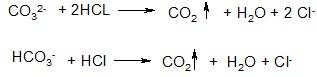 CO₃²⁻ + 2HCL ⟶ CO₂ ↑ + H₂O + 2 Cl⁻
HCO₃⁻ + HCl ⟶ CO₂↑ + H₂O + Cl⁻